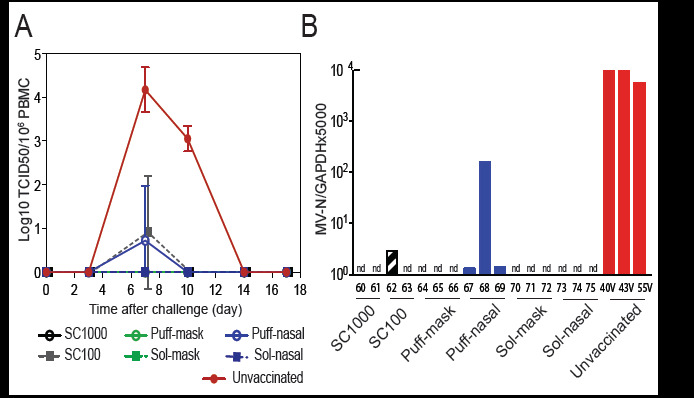 A
Log10 TCID50/10⁶ PBMC
5
4
3
2
1
0
0 2 4 6 8 10 12 14 16 18
Time after challenge (day)
SC1000 Puff-mask Puff-nasal
SC100 Sol-mask Sol-nasal
Unvaccinated
B
MV-N/GAPDHx5000
10⁴
10³
10²
10¹
10⁰
nd nd nd nd nd nd nd nd nd nd nd nd
60 61 62 63 64 65 66 67 68 69 70 71 72 73 74 75 40V 43V 55V
SC1000 SC100 Puff-mask Puff-nasal Sol-mask Sol-nasal Unvaccinated